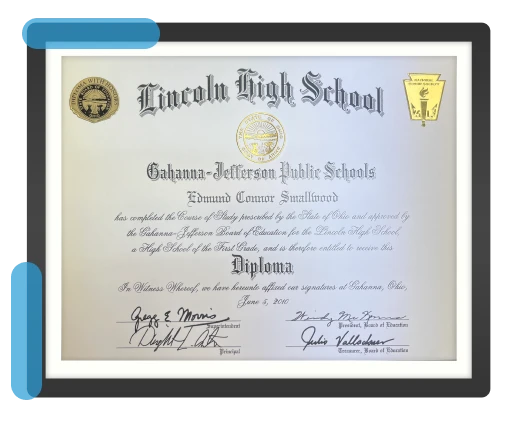 Lincoln High School
Gahanna-Jefferson Public Schools
Edmund Connor Smallwood
has completed the Course of Study prescribed by the State of Ohio and approved by
the Gahanna-Jefferson Board of Education for the Lincoln High School,
a High School of the First Grade, and is therefore entitled to receive this
Diploma
In Witness Whereof, we have hereunto affixed our signatures at Gahanna, Ohio,
June 5, 2010
Gregg E Morris
Superintendent
President, Board of Education
Principal
Treasurer, Board of Education